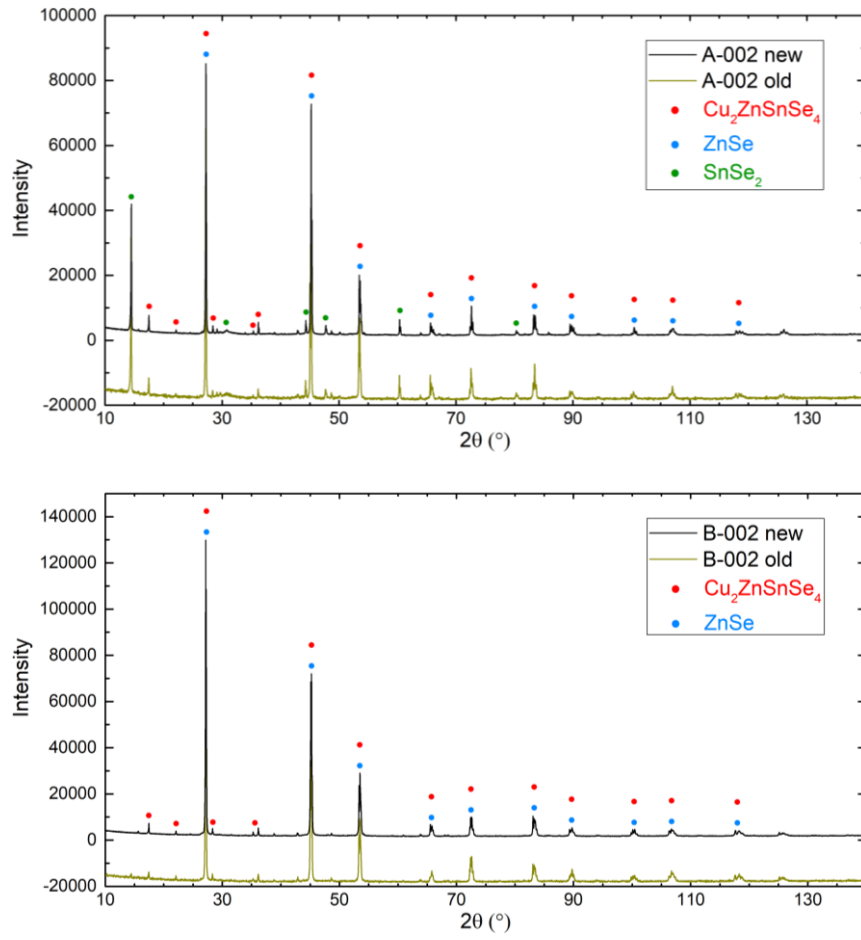 100000
80000
60000
40000
20000
0
-20000
Intensity
A-002 new
A-002 old
Cu₂ZnSnSe₄
ZnSe
SnSe₂
10 30 50 70 90 110 130
2θ (°)
140000
120000
100000
80000
60000
40000
20000
0
-20000
Intensity
B-002 new
B-002 old
Cu₂ZnSnSe₄
ZnSe
10 30 50 70 90 110 130
2θ (°)